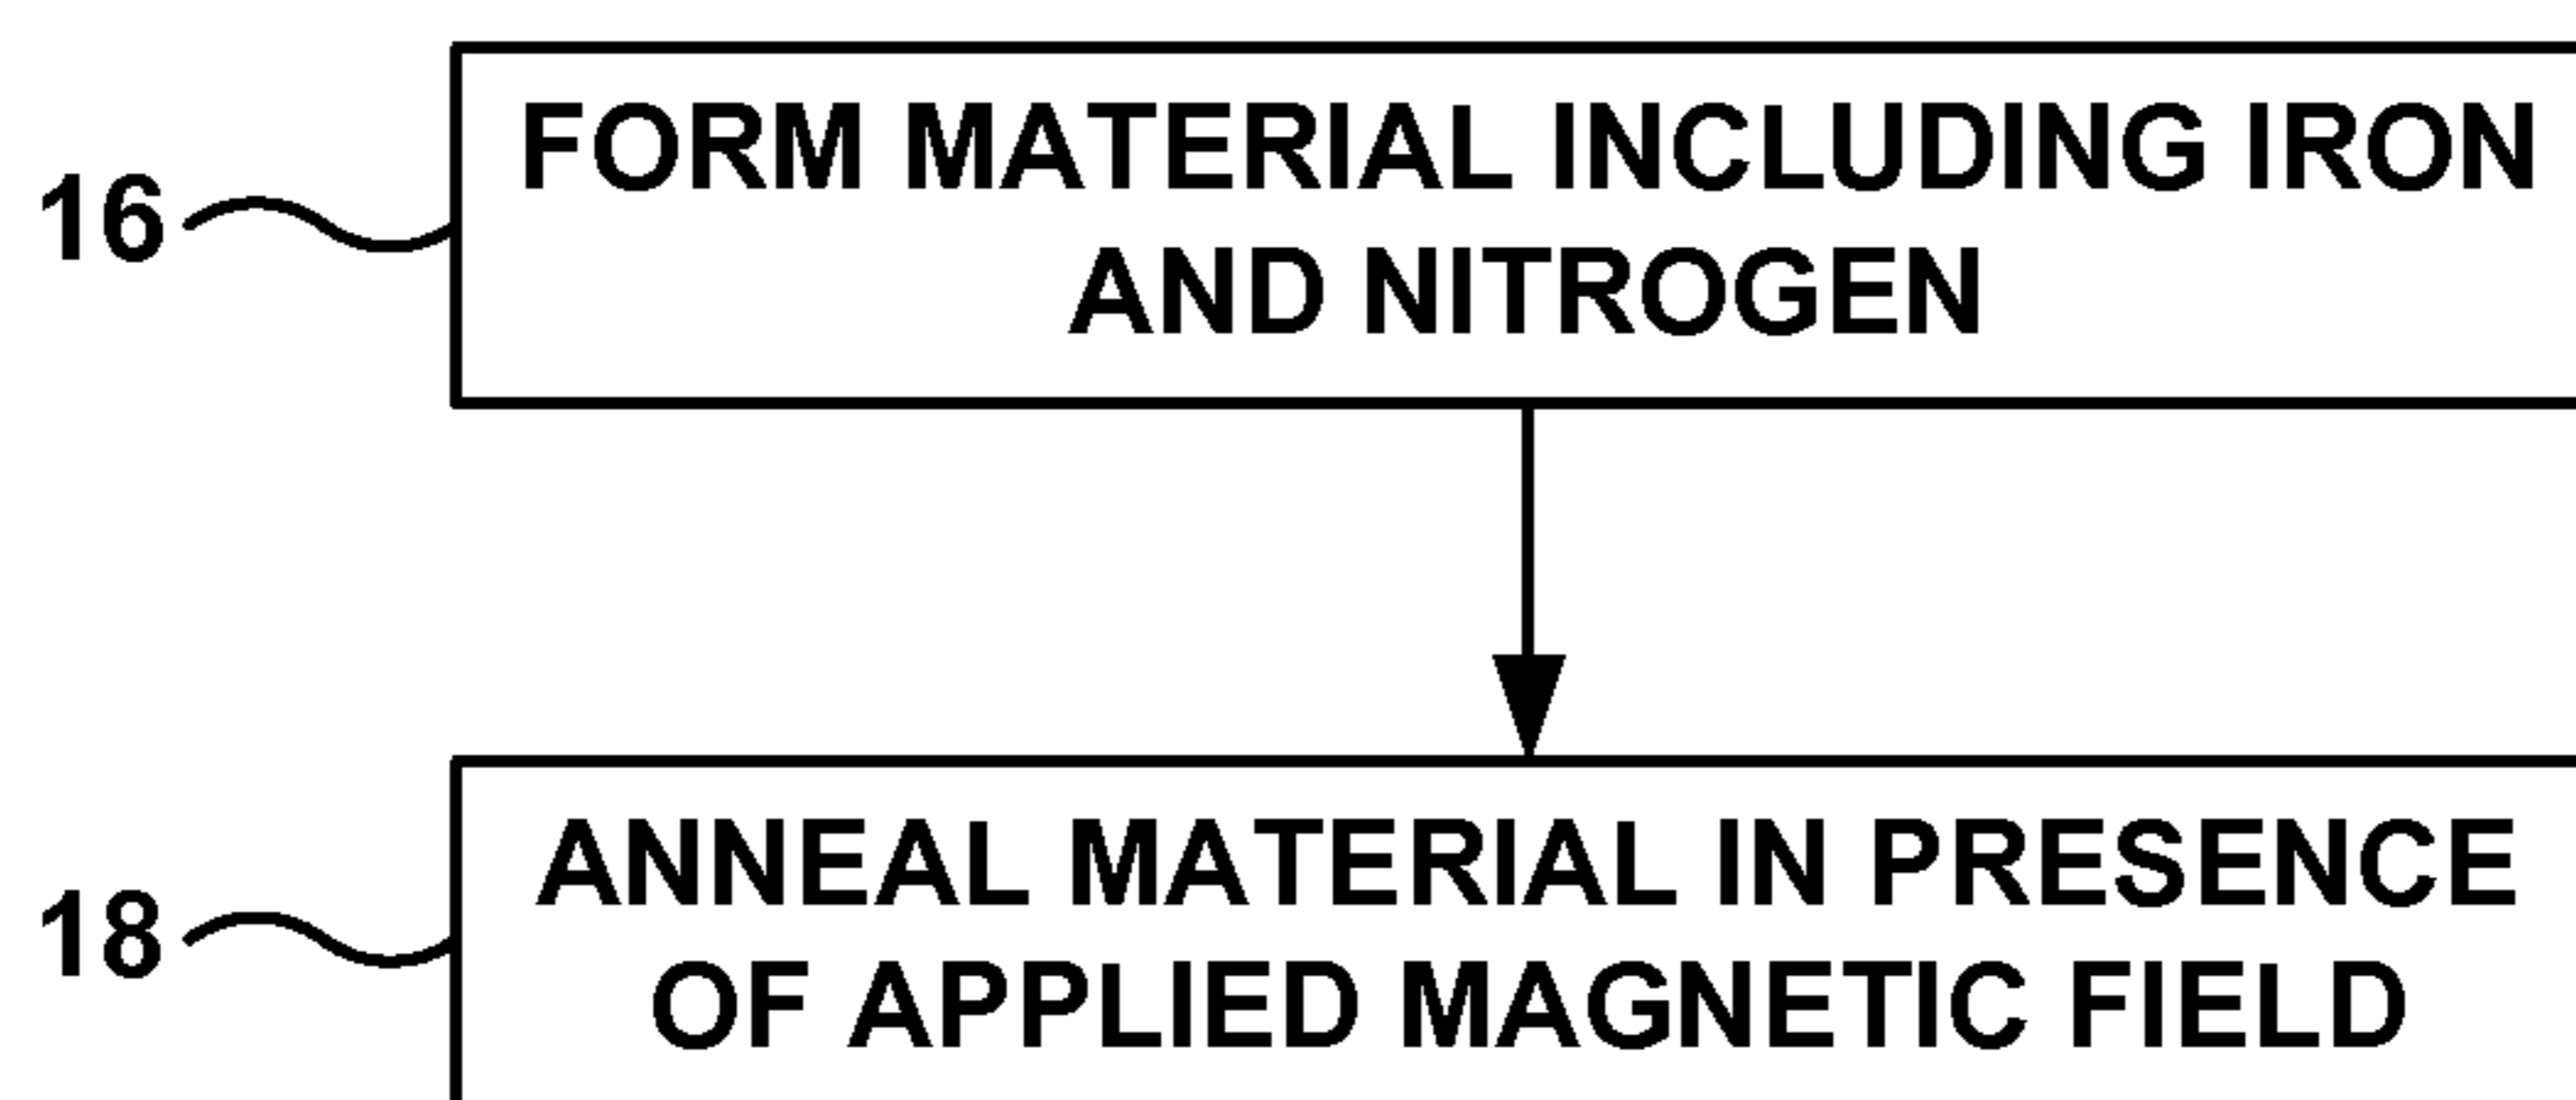 16
FORM MATERIAL INCLUDING IRON
AND NITROGEN
18
ANNEAL MATERIAL IN PRESENCE
OF APPLIED MAGNETIC FIELD